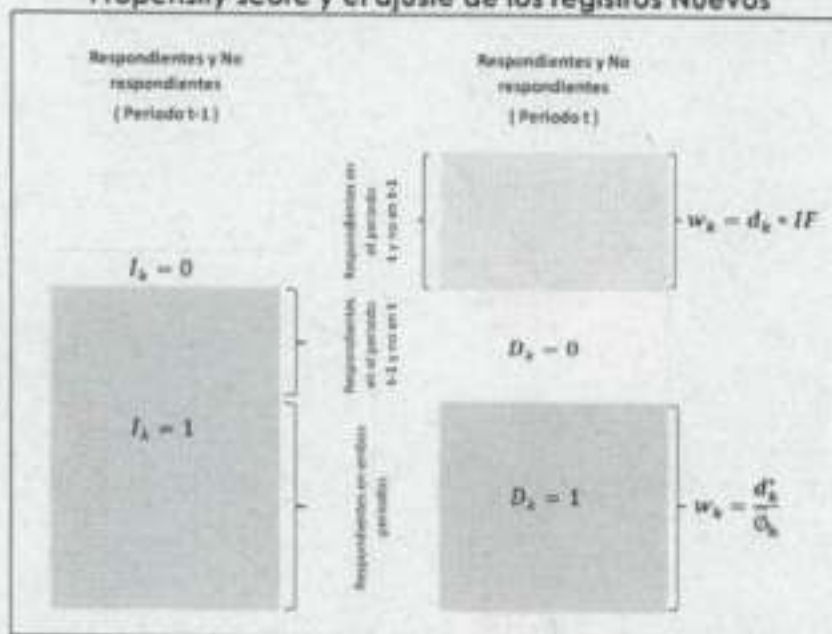 Propensity score y el ajuste de los registros Nuevos
Respondientes y No
respondientes
( Periodo t-1 )
Respondientes y No
respondientes
( Periodo t )
Respondientes en
el periodo
t y no en t-1
w_k = d_k * IF
I_k = 0
Respondientes
en el periodo
t-1 y no en t
D_k = 0
I_k = 1
Respondientes en ambos
periodos
D_k = 1
w_k = d*_k / Ø_k